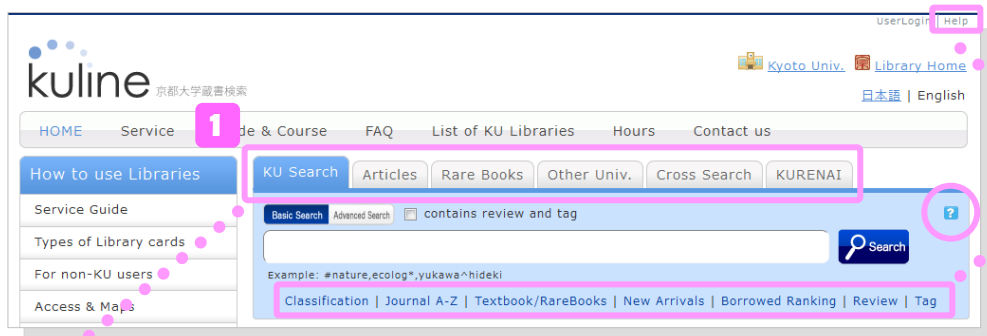 UserLogin | Help
kuline 京都大学蔵書検索
Kyoto Univ. Library Home
日本語 | English
HOME Service de & Course FAQ List of KU Libraries Hours Contact us
1
How to use Libraries
KU Search Articles Rare Books Other Univ. Cross Search KURENAI
Service Guide
Basic Search Advanced Search contains review and tag ?
Types of Library cards
Search
For non-KU users
Example: #nature,ecolog*,yukawa^hideki
Access & Maps
Classification | Journal A-Z | Textbook/RareBooks | New Arrivals | Borrowed Ranking | Review | Tag